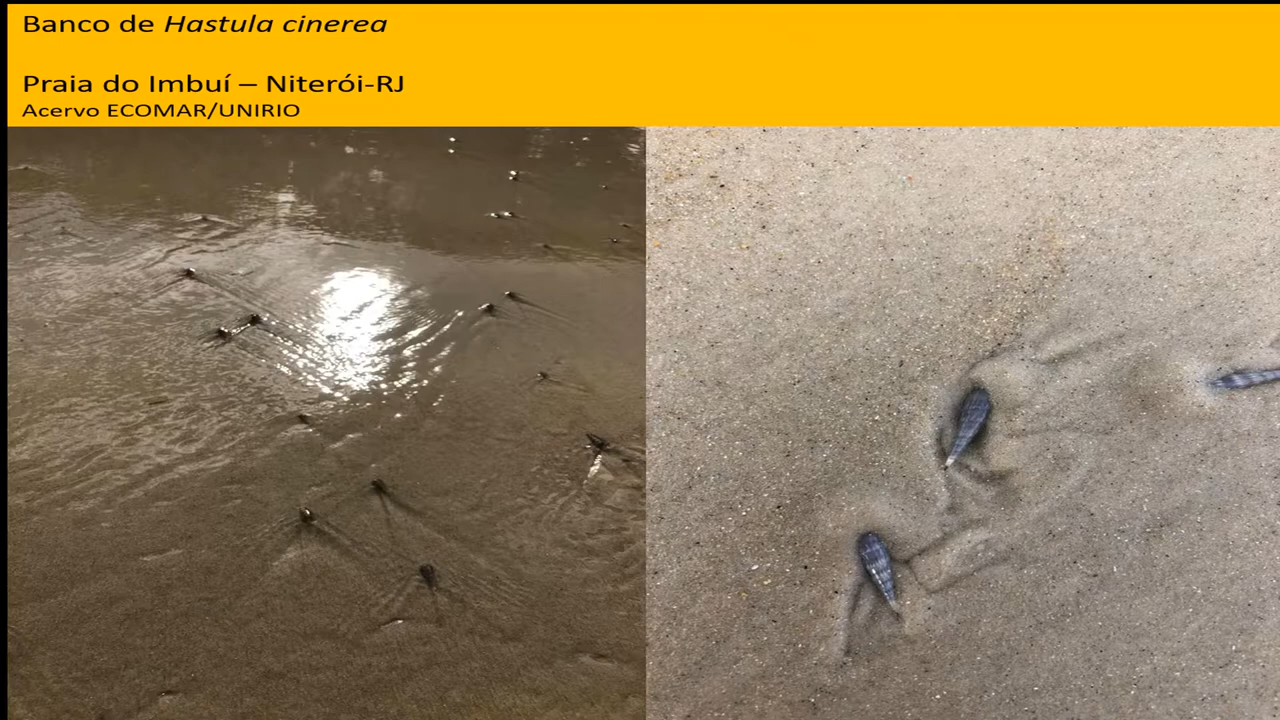 Banco de Hastula cinerea
Praia do Imbuí – Niterói-RJ
Acervo ECOMAR/UNIRIO